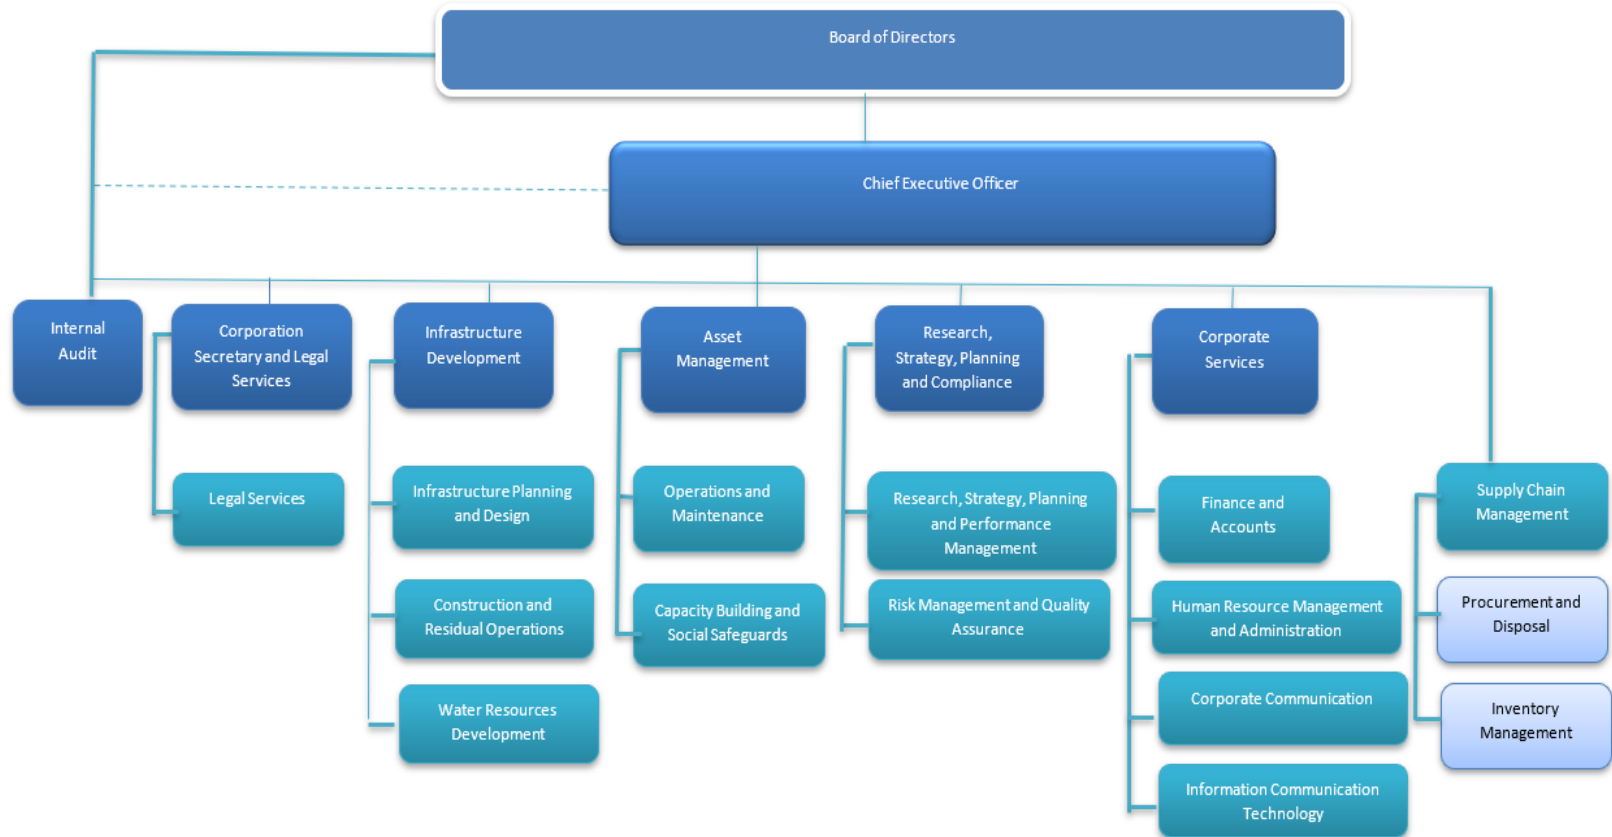 Board of Directors
Chief Executive Officer
Internal
Audit
Corporation
Secretary and Legal
Services
Infrastructure
Development
Asset
Management
Research,
Strategy, Planning
and Compliance
Corporate
Services
Legal Services
Infrastructure Planning
and Design
Operations and
Maintenance
Research, Strategy, Planning
and Performance
Management
Finance and
Accounts
Supply Chain
Management
Construction and
Residual Operations
Capacity Building and
Social Safeguards
Risk Management and Quality
Assurance
Human Resource Management
and Administration
Procurement and
Disposal
Water Resources
Development
Corporate Communication
Inventory
Management
Information Communication
Technology